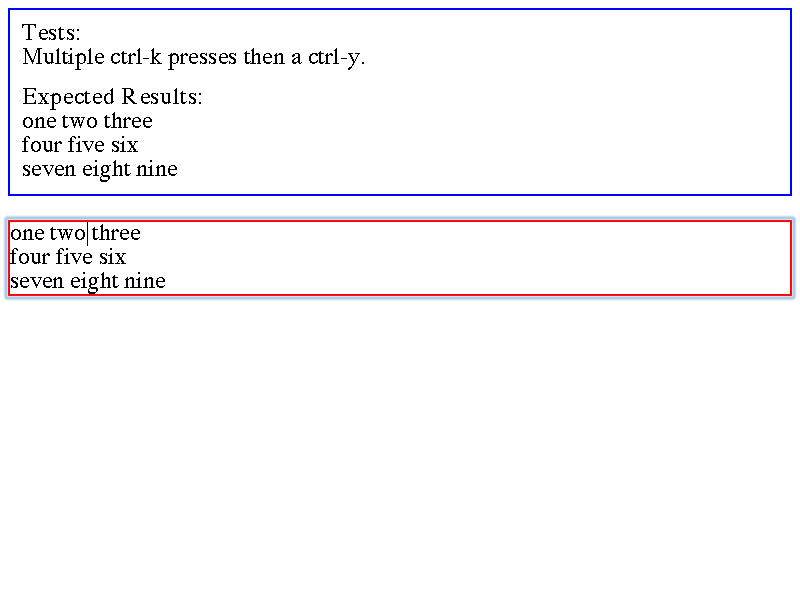 Tests:
Multiple ctrl-k presses then a ctrl-y.
Expected Results:
one two three
four five six
seven eight nine
one two three
four five six
seven eight nine